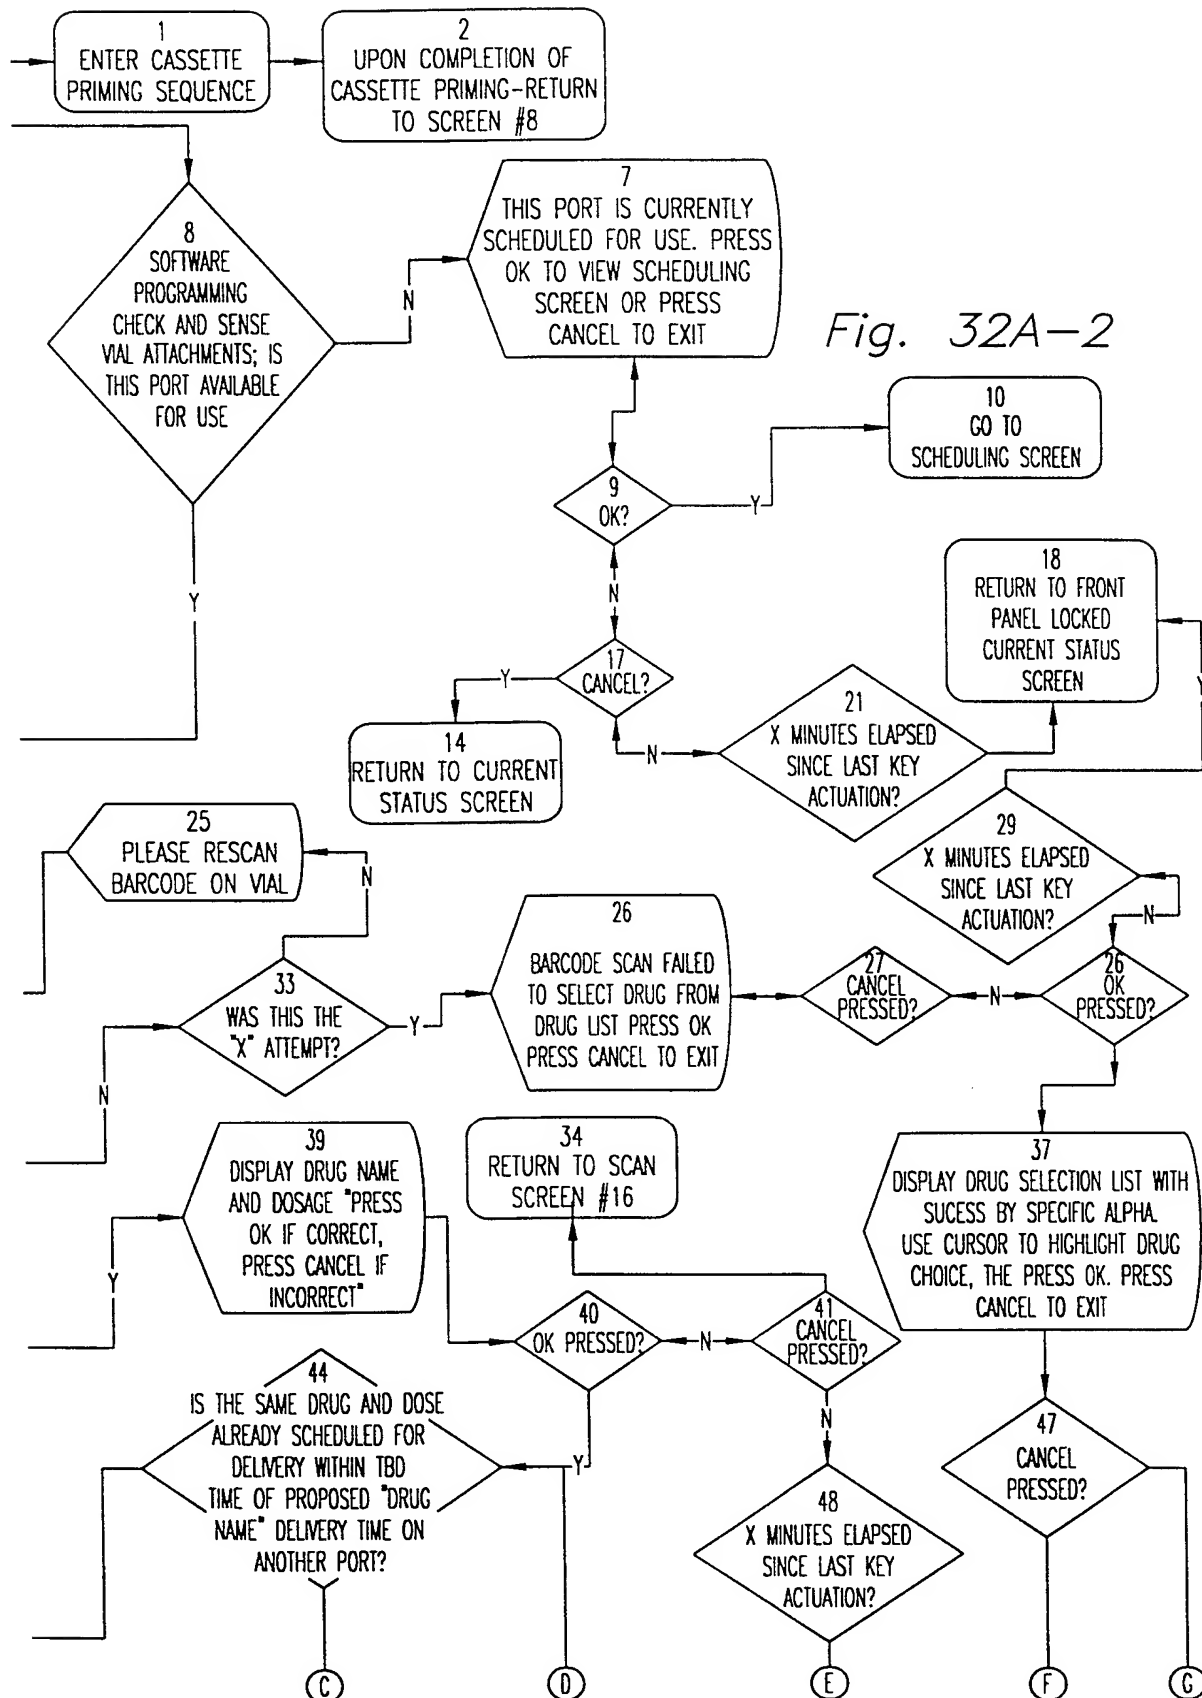 1
ENTER CASSETTE
PRIMING SEQUENCE
2
UPON COMPLETION OF
CASSETTE PRIMING-RETURN
TO SCREEN #8
8
SOFTWARE
PROGRAMMING
CHECK AND SENSE
VIAL ATTACHMENTS; IS
THIS PORT AVAILABLE
FOR USE
N
Y
7
THIS PORT IS CURRENTLY
SCHEDULED FOR USE. PRESS
OK TO VIEW SCHEDULING
SCREEN OR PRESS
CANCEL TO EXIT
Fig. 32A-2
10
GO TO
SCHEDULING SCREEN
9
OK?
Y
N
17
CANCEL?
Y
N
14
RETURN TO CURRENT
STATUS SCREEN
21
X MINUTES ELAPSED
SINCE LAST KEY
ACTUATION?
18
RETURN TO FRONT
PANEL LOCKED
CURRENT STATUS
SCREEN
Y
29
X MINUTES ELAPSED
SINCE LAST KEY
ACTUATION?
N
25
PLEASE RESCAN
BARCODE ON VIAL
N
33
WAS THIS THE
"X" ATTEMPT?
Y
N
26
BARCODE SCAN FAILED
TO SELECT DRUG FROM
DRUG LIST PRESS OK
PRESS CANCEL TO EXIT
27
CANCEL
PRESSED?
N
26
OK
PRESSED?
39
DISPLAY DRUG NAME
AND DOSAGE "PRESS
OK IF CORRECT,
PRESS CANCEL IF
INCORRECT"
Y
34
RETURN TO SCAN
SCREEN #16
37
DISPLAY DRUG SELECTION LIST WITH
SUCESS BY SPECIFIC ALPHA.
USE CURSOR TO HIGHLIGHT DRUG
CHOICE, THE PRESS OK. PRESS
CANCEL TO EXIT
40
OK PRESSED?
N
41
CANCEL
PRESSED?
Y
N
44
IS THE SAME DRUG AND DOSE
ALREADY SCHEDULED FOR
DELIVERY WITHIN TBD
TIME OF PROPOSED "DRUG
NAME" DELIVERY TIME ON
ANOTHER PORT?
48
X MINUTES ELAPSED
SINCE LAST KEY
ACTUATION?
47
CANCEL
PRESSED?
C
D
E
F
G